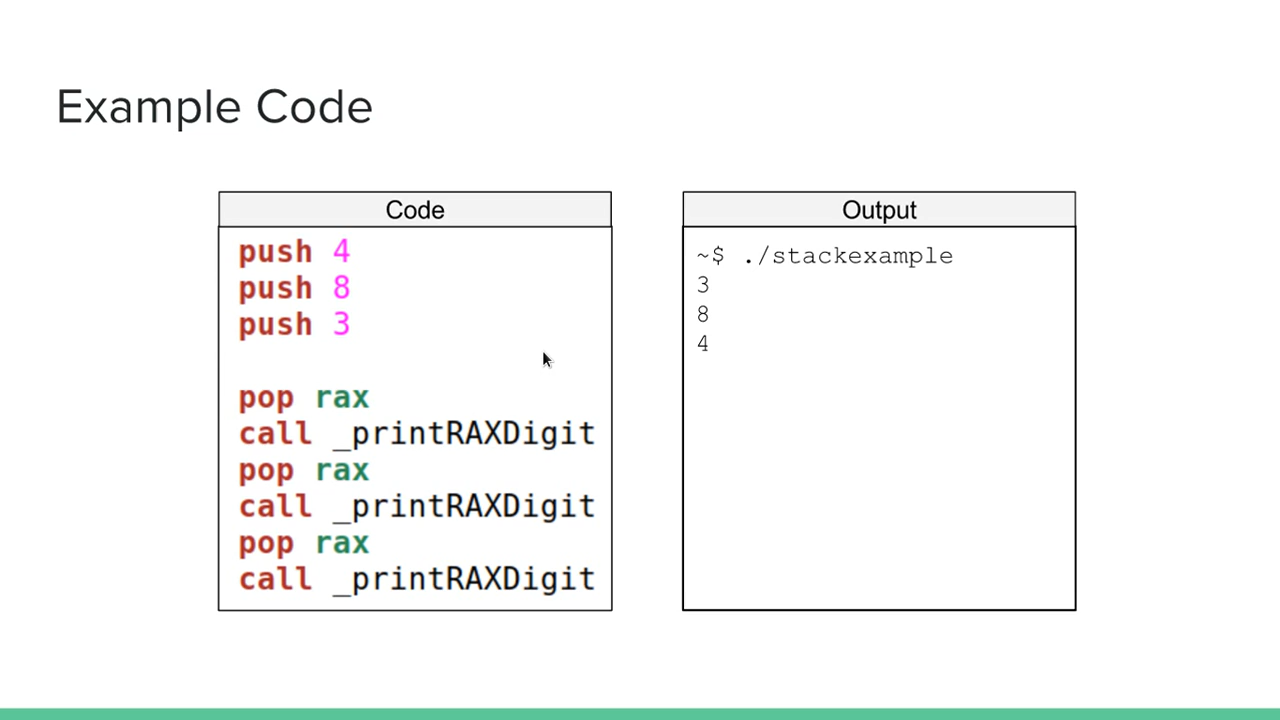 Example Code
Code
push 4
push 8
push 3
pop rax
call _printRAXDigit
pop rax
call _printRAXDigit
pop rax
call _printRAXDigit
Output
~$ ./stackexample
3
8
4